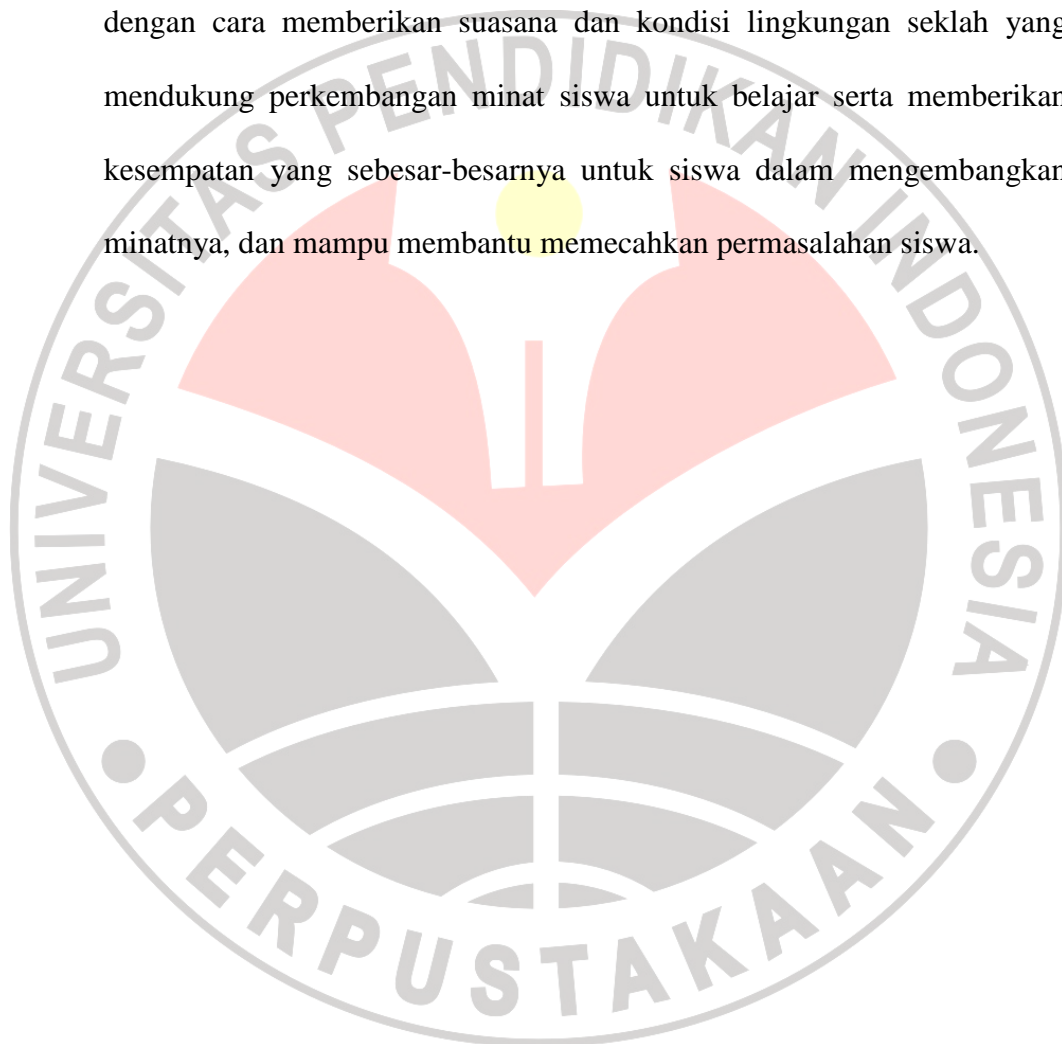 dengan cara memberikan suasana dan kondisi lingkungan seklah yang
mendukung perkembangan minat siswa untuk belajar serta memberikan
kesempatan yang sebesar-besarnya untuk siswa dalam mengembangkan
minatnya, dan mampu membantu memecahkan permasalahan siswa.
UNIVERSITAS PENDIDIKAN INDONESIA
PERPUSTAKAAN